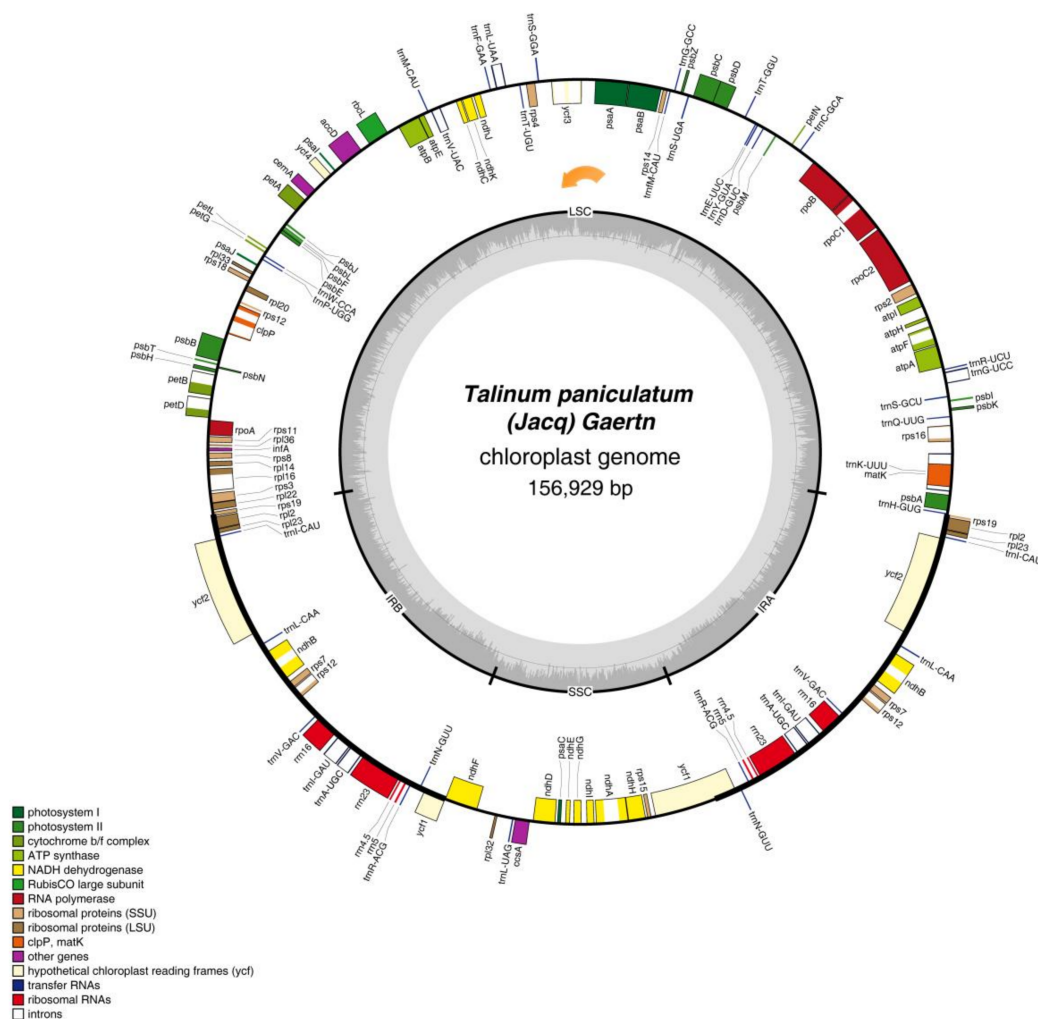 Talinum paniculatum
(Jacq) Gaertn
chloroplast genome
156,929 bp
LSC
IRA
SSC
IRB
trnL-UAA
trnF-GAA
trnM-CAU
rbcL
accD
psaI
ycf4
cemA
petA
petL
petG
psaJ
rpl33
rps18
psbB
psbT
psbH
petB
petD
trnS-GGA
trnG-GCC
psbZ
psbC
psbD
trnT-GGU
petN
trnC-GCA
trnT-UGU
rps4
ycf3
psaA
psaB
rps14
trnfM-CAU
trnS-UGA
trnE-UUC
trnY-GUA
trnD-GUC
psbM
rpoB
rpoC1
rpoC2
rps2
atpI
atpH
atpF
atpA
trnR-UCU
trnG-UCC
trnS-GCU
psbI
psbK
trnQ-UUG
rps16
trnK-UUU
matK
psbA
trnH-GUG
rps19
rpl2
rpl23
trnI-CAU
ycf2
trnL-CAA
ndhB
rps7
rps12
trnV-GAC
rrn16
trnI-GAU
trnA-UGC
rrn23
rrn4.5
rrn5
trnR-ACG
trnN-GUU
ycf1
rps15
ndhH
ndhA
ndhI
ndhG
ndhE
psaC
ndhD
ccsA
trnL-UAG
rpl32
ndhF
ycf1
trnN-GUU
trnR-ACG
rrn5
rrn4.5
rrn23
trnA-UGC
trnI-GAU
rrn16
trnV-GAC
rps12
rps7
ndhB
trnL-CAA
ycf2
trnI-CAU
rpl23
rpl2
rps19
rpl22
rps3
rpl16
rpl14
rps8
infA
rpl36
rps11
rpoA
psbN
clpP
rps12
rpl20
trnP-UGG
trnW-CCA
psbE
psbF
psbL
psbJ
atpB
atpE
trnV-UAC
ndhC
ndhK
ndhJ
photosystem I
photosystem II
cytochrome b/f complex
ATP synthase
NADH dehydrogenase
RubisCO large subunit
RNA polymerase
ribosomal proteins (SSU)
ribosomal proteins (LSU)
clpP, matK
other genes
hypothetical chloroplast reading frames (ycf)
transfer RNAs
ribosomal RNAs
introns